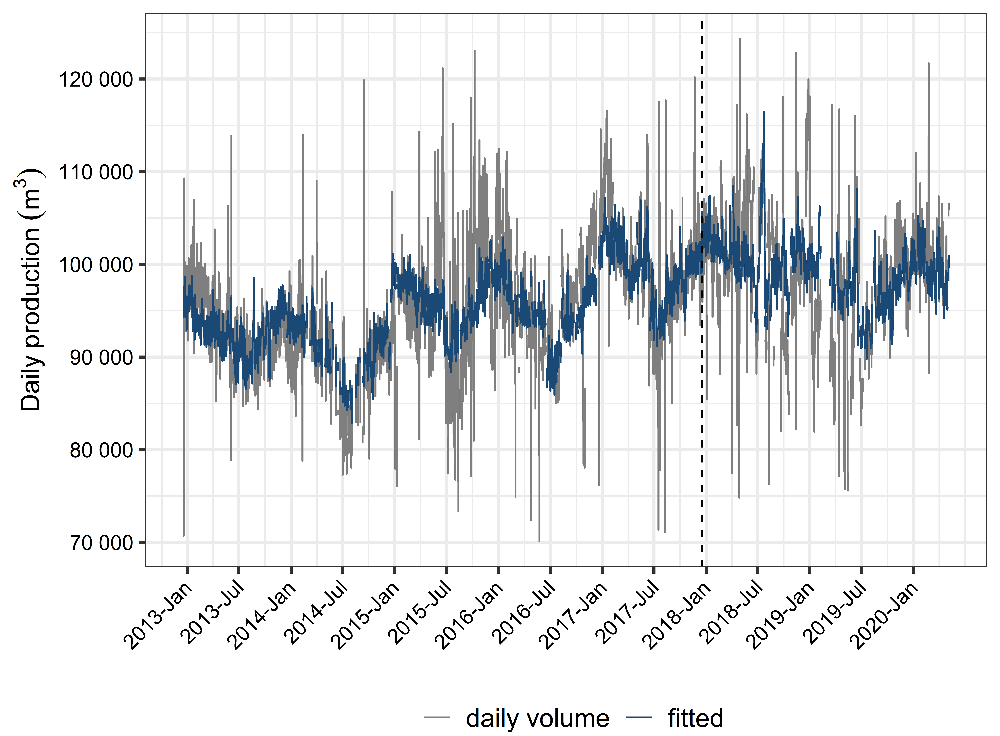 Daily production (m³)
120 000
110 000
100 000
90 000
80 000
70 000
2013-Jan
2013-Jul
2014-Jan
2014-Jul
2015-Jan
2015-Jul
2016-Jan
2016-Jul
2017-Jan
2017-Jul
2018-Jan
2018-Jul
2019-Jan
2019-Jul
2020-Jan
daily volume fitted